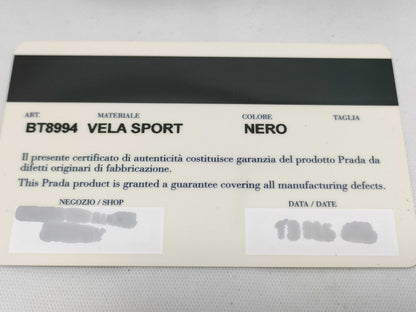 ART. MATERIALE COLORE TAGLIA
BT8994 VELA SPORT NERO
Il presente certificato di autenticità costituisce garanzia del prodotto Prada da
difetti originari di fabbricazione.
This Prada product is granted a guarantee covering all manufacturing defects.
NEGOZIO / SHOP DATA / DATE